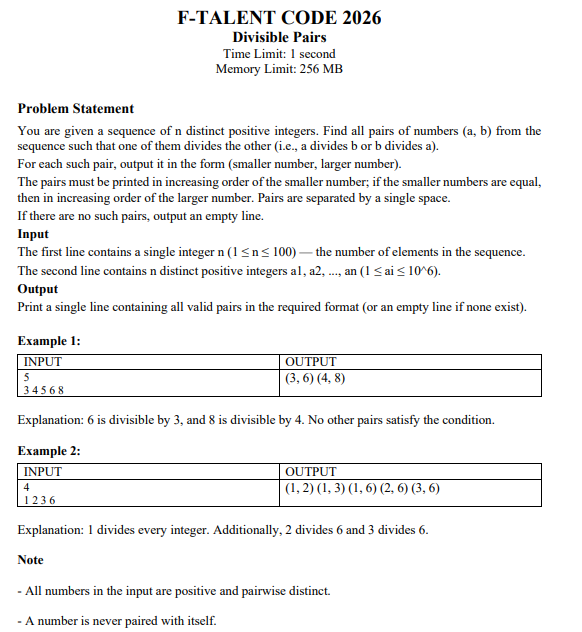 F-TALENT CODE 2026
Divisible Pairs
Time Limit: 1 second
Memory Limit: 256 MB
Problem Statement
You are given a sequence of n distinct positive integers. Find all pairs of numbers (a, b) from the
sequence such that one of them divides the other (i.e., a divides b or b divides a).
For each such pair, output it in the form (smaller number, larger number).
The pairs must be printed in increasing order of the smaller number; if the smaller numbers are equal,
then in increasing order of the larger number. Pairs are separated by a single space.
If there are no such pairs, output an empty line.
Input
The first line contains a single integer n (1 ≤ n ≤ 100) — the number of elements in the sequence.
The second line contains n distinct positive integers a1, a2, ..., an (1 ≤ ai ≤ 10^6).
Output
Print a single line containing all valid pairs in the required format (or an empty line if none exist).
Example 1:
INPUT OUTPUT
5 (3, 6) (4, 8)
3 4 5 6 8
Explanation: 6 is divisible by 3, and 8 is divisible by 4. No other pairs satisfy the condition.
Example 2:
INPUT OUTPUT
4 (1, 2) (1, 3) (1, 6) (2, 6) (3, 6)
1 2 3 6
Explanation: 1 divides every integer. Additionally, 2 divides 6 and 3 divides 6.
Note
- All numbers in the input are positive and pairwise distinct.
- A number is never paired with itself.